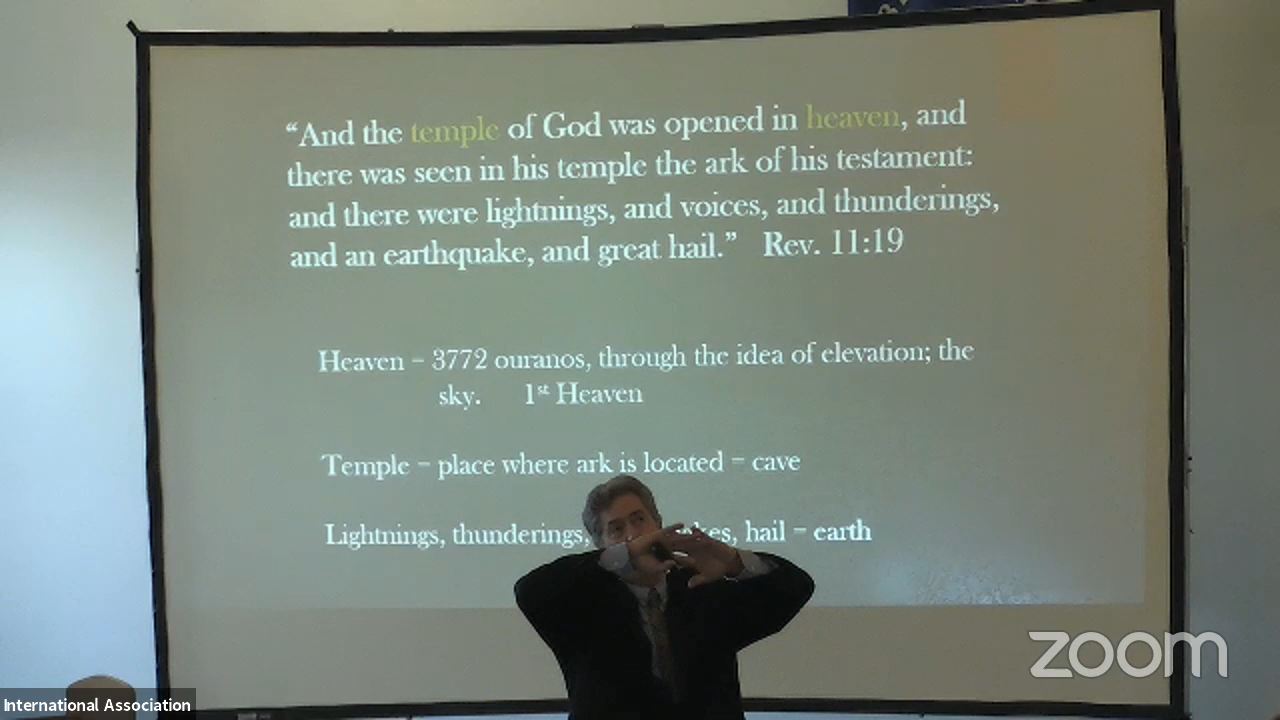 “And the temple of God was opened in heaven, and
there was seen in his temple the ark of his testament:
and there were lightnings, and voices, and thunderings,
and an earthquake, and great hail.” Rev. 11:19
Heaven – 3772 ouranos, through the idea of elevation; the
sky. 1st Heaven
Temple – place where ark is located – cave
Lightnings, thunderings, hail – earth
zoom
International Association